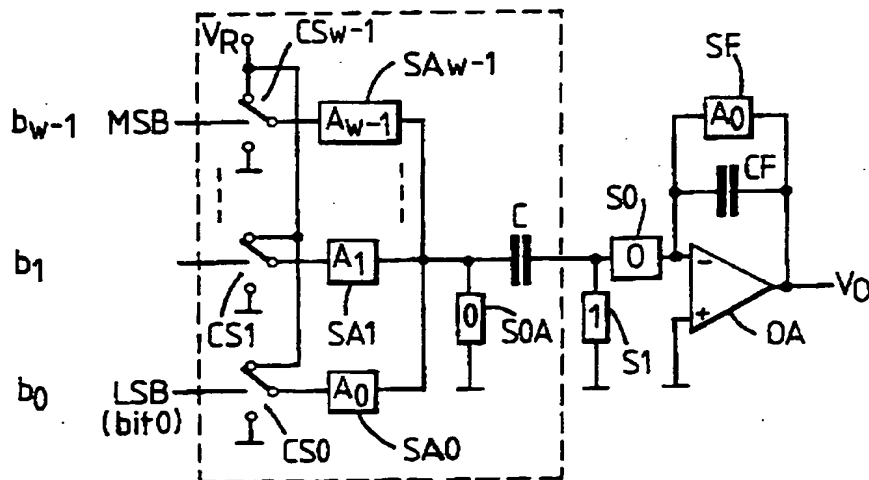 VR
CSw-1
SAw-1
SF
bw-1 MSB
Aw-1
A0
CF
C
S0
0
b1
A1
CS1
SA1
0
S0A
1
S1
-
+
OA
VO
b0 LSB
(bit0)
A0
CS0
SA0